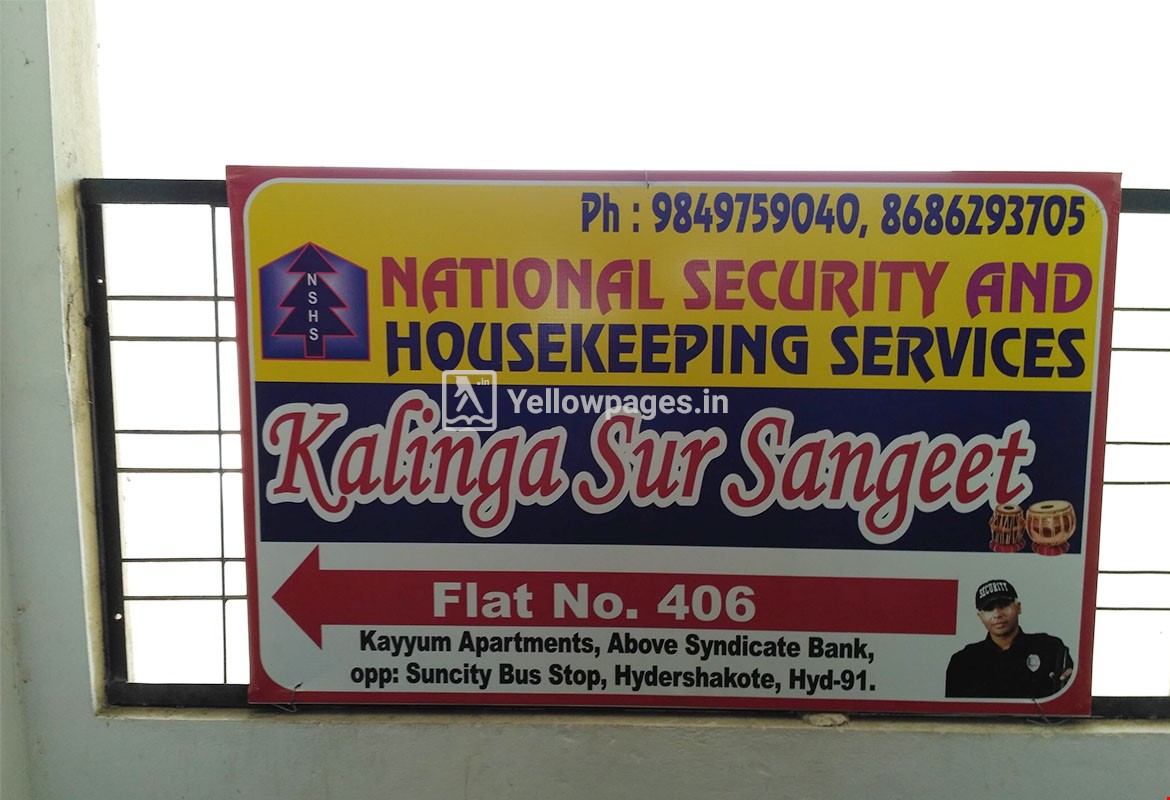 Ph : 9849759040, 8686293705
N
S
H
S
NATIONAL SECURITY AND
HOUSEKEEPING SERVICES
.in
Yellowpages.in
Kalinga Sur Sangeet
Flat No. 406
SECURITY
Kayyum Apartments, Above Syndicate Bank,
opp: Suncity Bus Stop, Hydershakote, Hyd-91.